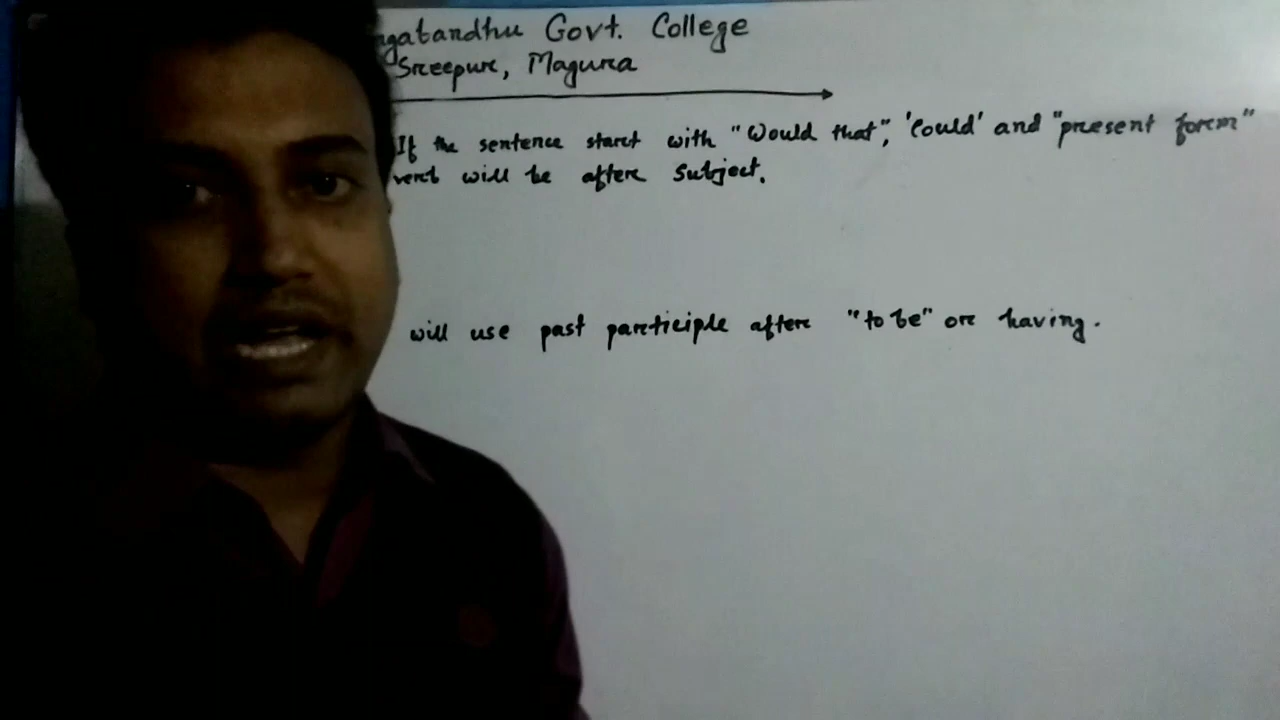 Govt. College
Sreepur, Magura
If the sentence start with "Would that", 'Could' and "present form"
verb will be after subject.
will use past participle after "to be" or having.